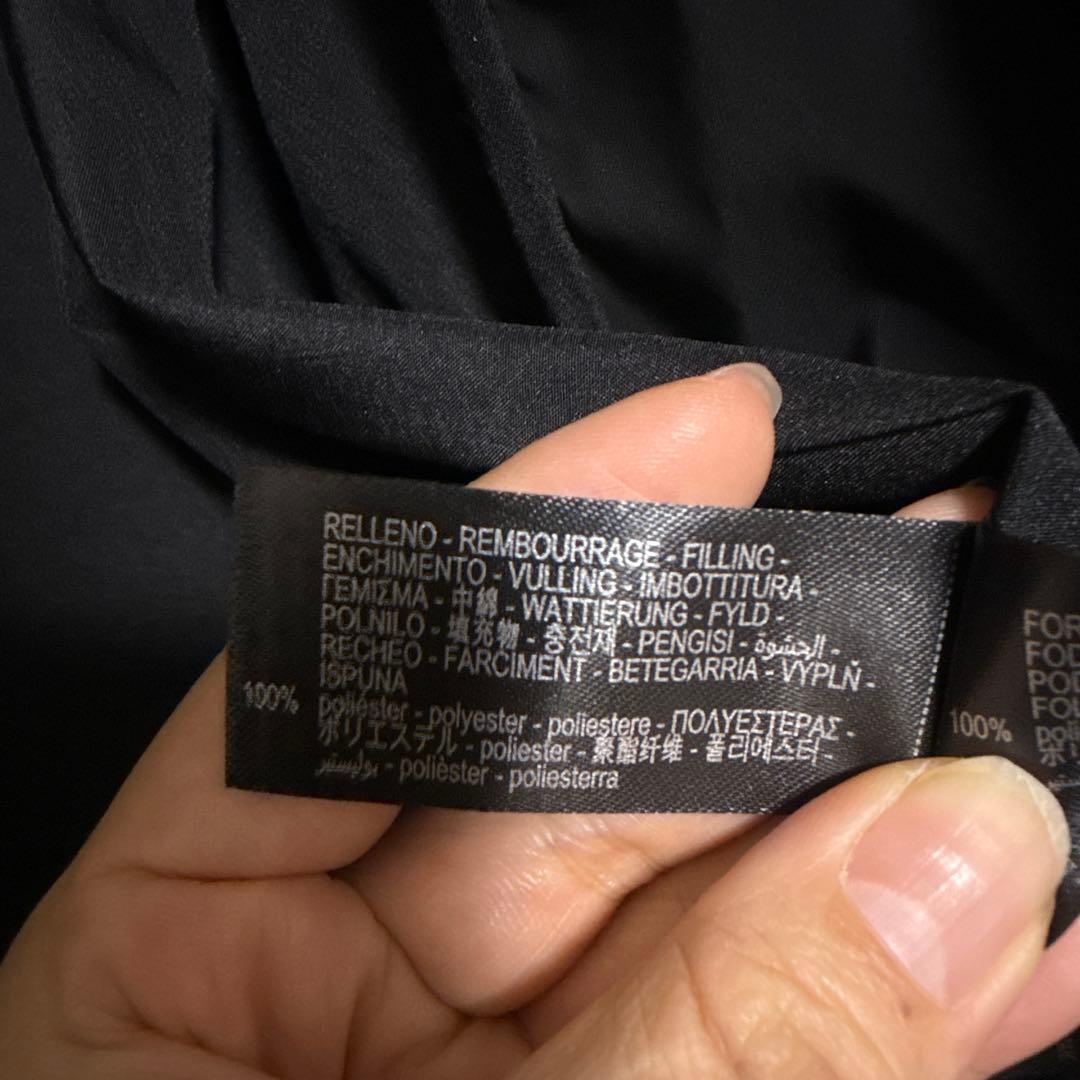 RELLENO - REMBOURRAGE - FILLING -
ENCHIMENTO - VULLING - IMBOTTITURA -
ΓΕΜΙΣΜΑ - 中綿 - WATTIERUNG - FYLD -
POLNILO - 填充物 - 충전재 - PENGISI - الحشوة -
RECHEO - FARCIMENT - BETEGARRIA - VÝPLŇ -
ISPUNA
100% poliéster - polyester - poliestere - ΠΟΛΥΕΣΤΕΡΑΣ -
ポリエステル - poliester - 聚酯纤维 - 폴리에스터 -
بوليستير - polièster - poliesterra
100%